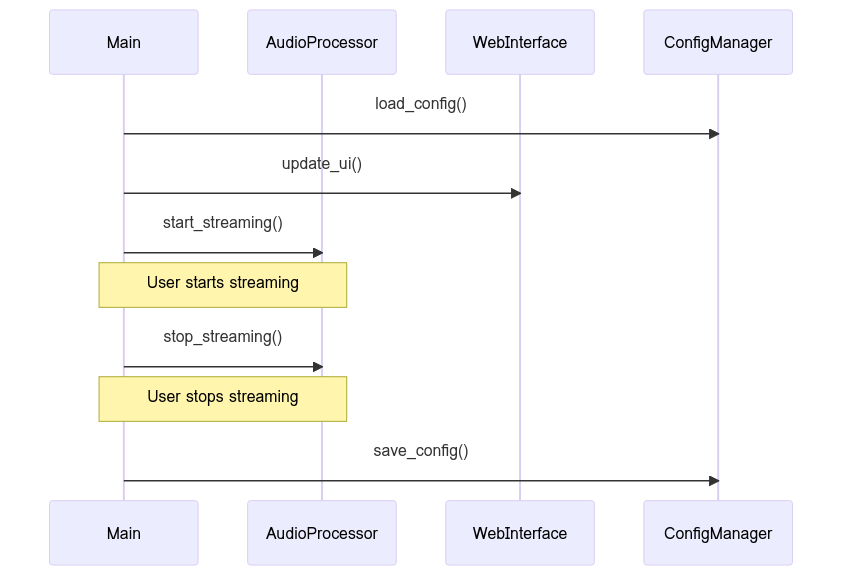 Main
AudioProcessor
WebInterface
ConfigManager
load_config()
update_ui()
start_streaming()
User starts streaming
stop_streaming()
User stops streaming
save_config()
Main
AudioProcessor
WebInterface
ConfigManager